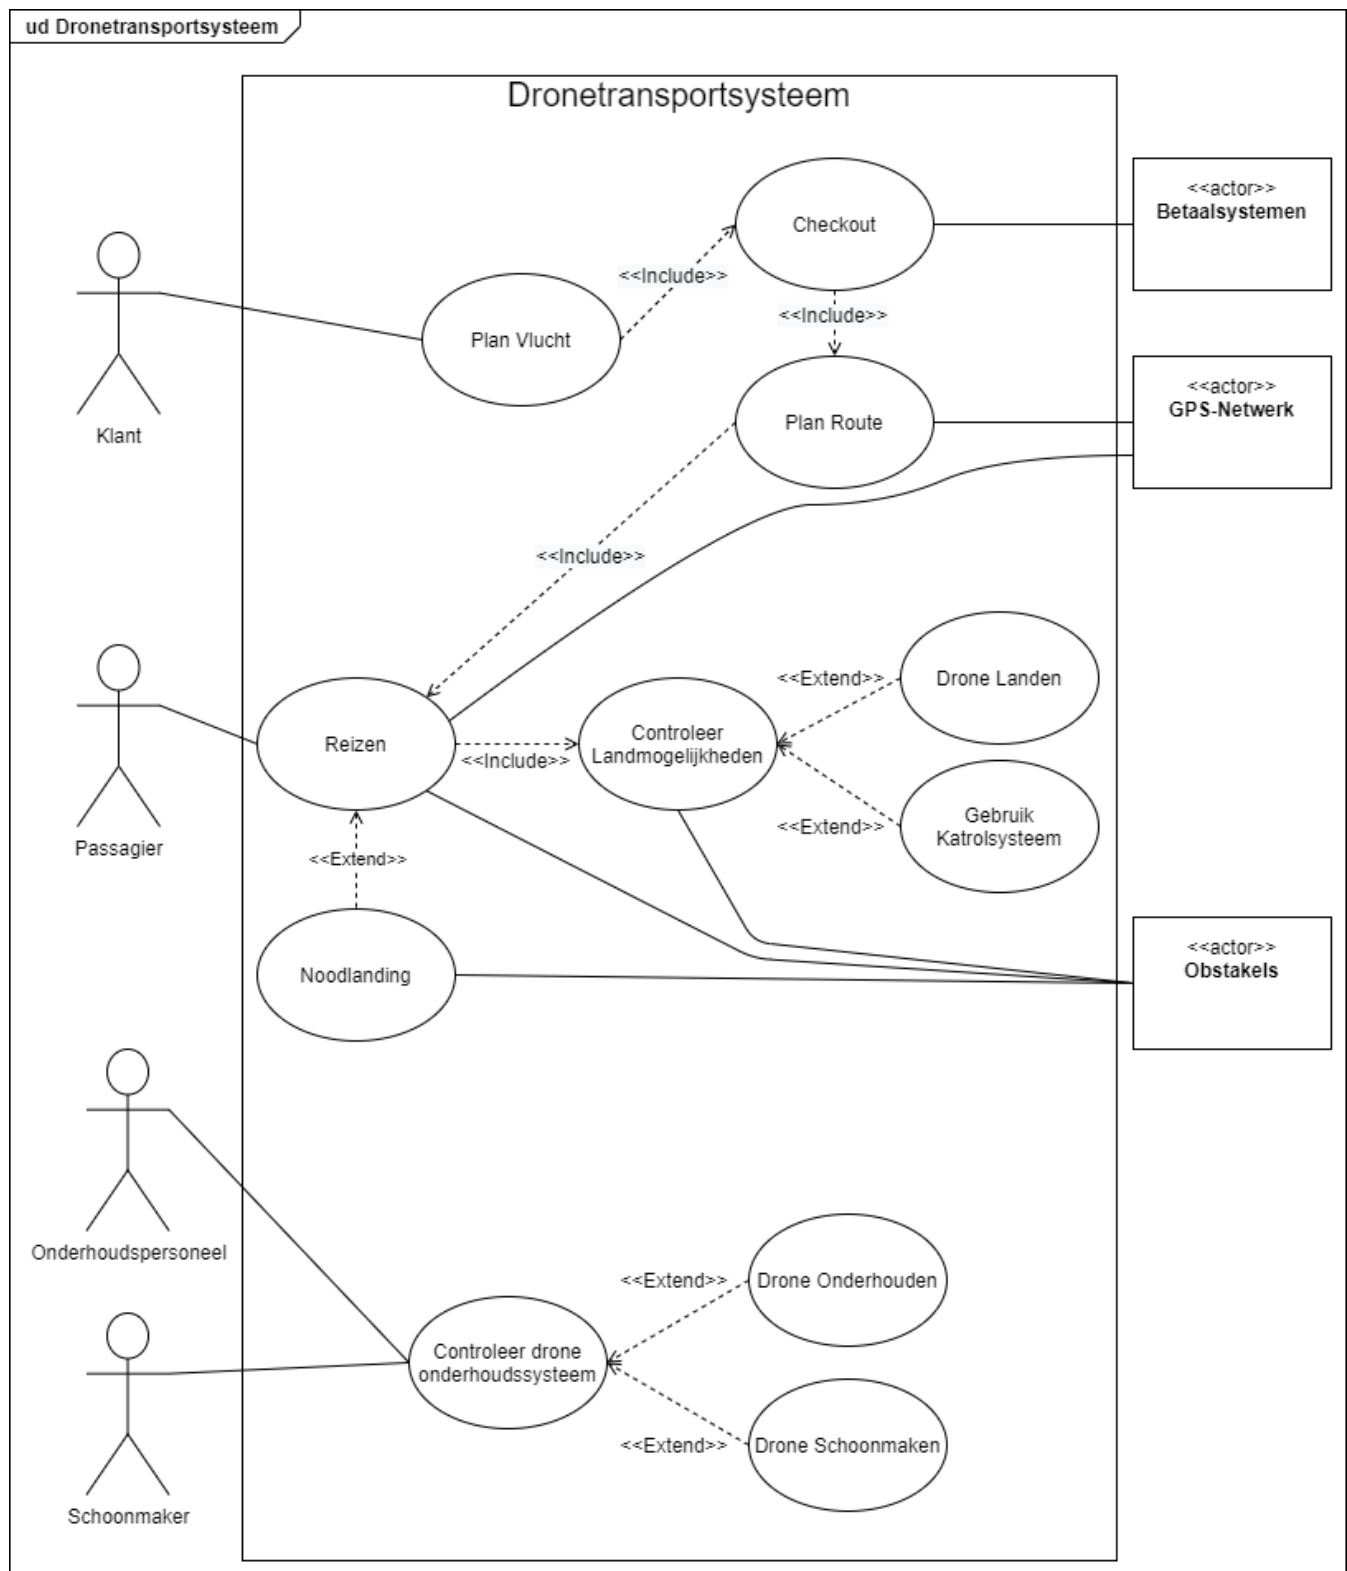 ud Dronetransportsysteem
Dronetransportsysteem
<<actor>>
Betaalsystemen
Checkout
<<Include>>
<<Include>>
Plan Vlucht
<<actor>>
GPS-Netwerk
Plan Route
Klant
<<Include>>
<<Extend>>
Drone Landen
Controleer
Landmogelijkheden
Reizen
<<Include>>
Gebruik
Katrolsysteem
<<Extend>>
Passagier
<<Extend>>
<<actor>>
Obstakels
Noodlanding
Onderhoudspersoneel
<<Extend>>
Drone Onderhouden
Controleer drone
onderhoudssysteem
<<Extend>>
Drone Schoonmaken
Schoonmaker